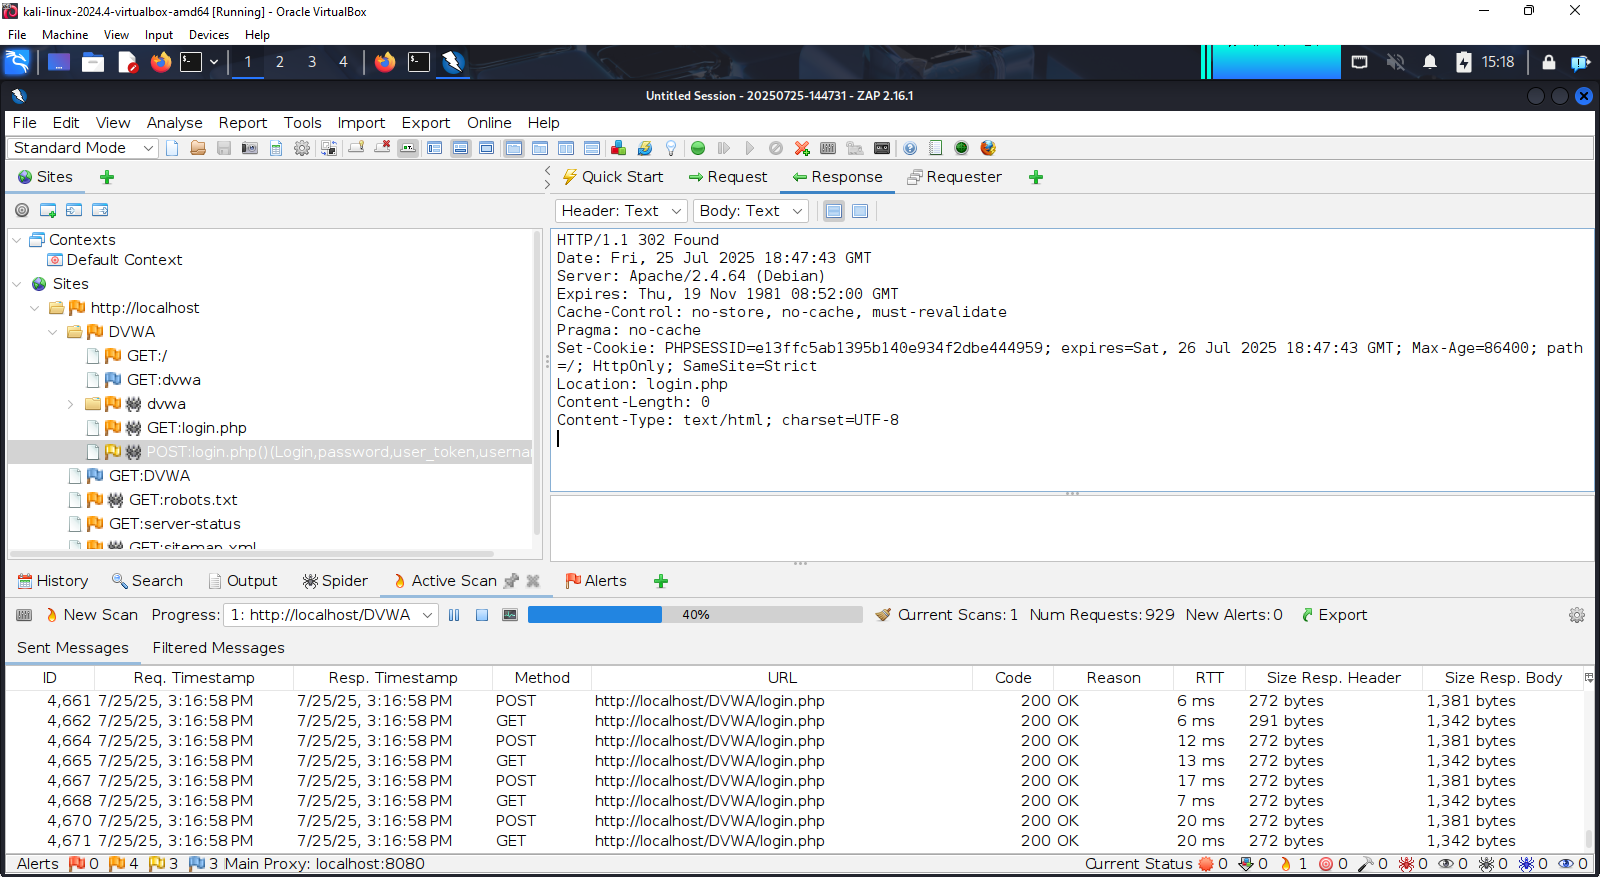 kali-linux-2024.4-virtualbox-amd64 [Running] - Oracle VirtualBox
File Machine View Input Devices Help
1 2 3 4 15:18
Untitled Session - 20250725-144731 - ZAP 2.16.1
File Edit View Analyse Report Tools Import Export Online Help
Standard Mode
Sites Quick Start Request Response Requester
Header: Text Body: Text
Contexts
Default Context
Sites
http://localhost
DVWA
GET:/
GET:dvwa
dvwa
GET:login.php
POST:login.php()(Login,password,user_token,userna
GET:DVWA
GET:robots.txt
GET:server-status
GET:sitemap.xml
HTTP/1.1 302 Found
Date: Fri, 25 Jul 2025 18:47:43 GMT
Server: Apache/2.4.64 (Debian)
Expires: Thu, 19 Nov 1981 08:52:00 GMT
Cache-Control: no-store, no-cache, must-revalidate
Pragma: no-cache
Set-Cookie: PHPSESSID=e13ffc5ab1395b140e934f2dbe444959; expires=Sat, 26 Jul 2025 18:47:43 GMT; Max-Age=86400; path
=/; HttpOnly; SameSite=Strict
Location: login.php
Content-Length: 0
Content-Type: text/html; charset=UTF-8
History Search Output Spider Active Scan Alerts
New Scan Progress: 1: http://localhost/DVWA 40% Current Scans: 1 Num Requests: 929 New Alerts: 0 Export
Sent Messages Filtered Messages
ID Req. Timestamp Resp. Timestamp Method URL Code Reason RTT Size Resp. Header Size Resp. Body
4,661 7/25/25, 3:16:58 PM 7/25/25, 3:16:58 PM POST http://localhost/DVWA/login.php 200 OK 6 ms 272 bytes 1,381 bytes
4,662 7/25/25, 3:16:58 PM 7/25/25, 3:16:58 PM GET http://localhost/DVWA/login.php 200 OK 6 ms 291 bytes 1,342 bytes
4,664 7/25/25, 3:16:58 PM 7/25/25, 3:16:58 PM POST http://localhost/DVWA/login.php 200 OK 12 ms 272 bytes 1,381 bytes
4,665 7/25/25, 3:16:58 PM 7/25/25, 3:16:58 PM GET http://localhost/DVWA/login.php 200 OK 13 ms 272 bytes 1,342 bytes
4,667 7/25/25, 3:16:58 PM 7/25/25, 3:16:58 PM POST http://localhost/DVWA/login.php 200 OK 17 ms 272 bytes 1,381 bytes
4,668 7/25/25, 3:16:58 PM 7/25/25, 3:16:58 PM GET http://localhost/DVWA/login.php 200 OK 7 ms 272 bytes 1,342 bytes
4,670 7/25/25, 3:16:58 PM 7/25/25, 3:16:58 PM POST http://localhost/DVWA/login.php 200 OK 20 ms 272 bytes 1,381 bytes
4,671 7/25/25, 3:16:58 PM 7/25/25, 3:16:58 PM GET http://localhost/DVWA/login.php 200 OK 20 ms 272 bytes 1,342 bytes
Alerts 0 4 3 3 Main Proxy: localhost:8080 Current Status 0 0 1 0 0 0 0 0 0 0